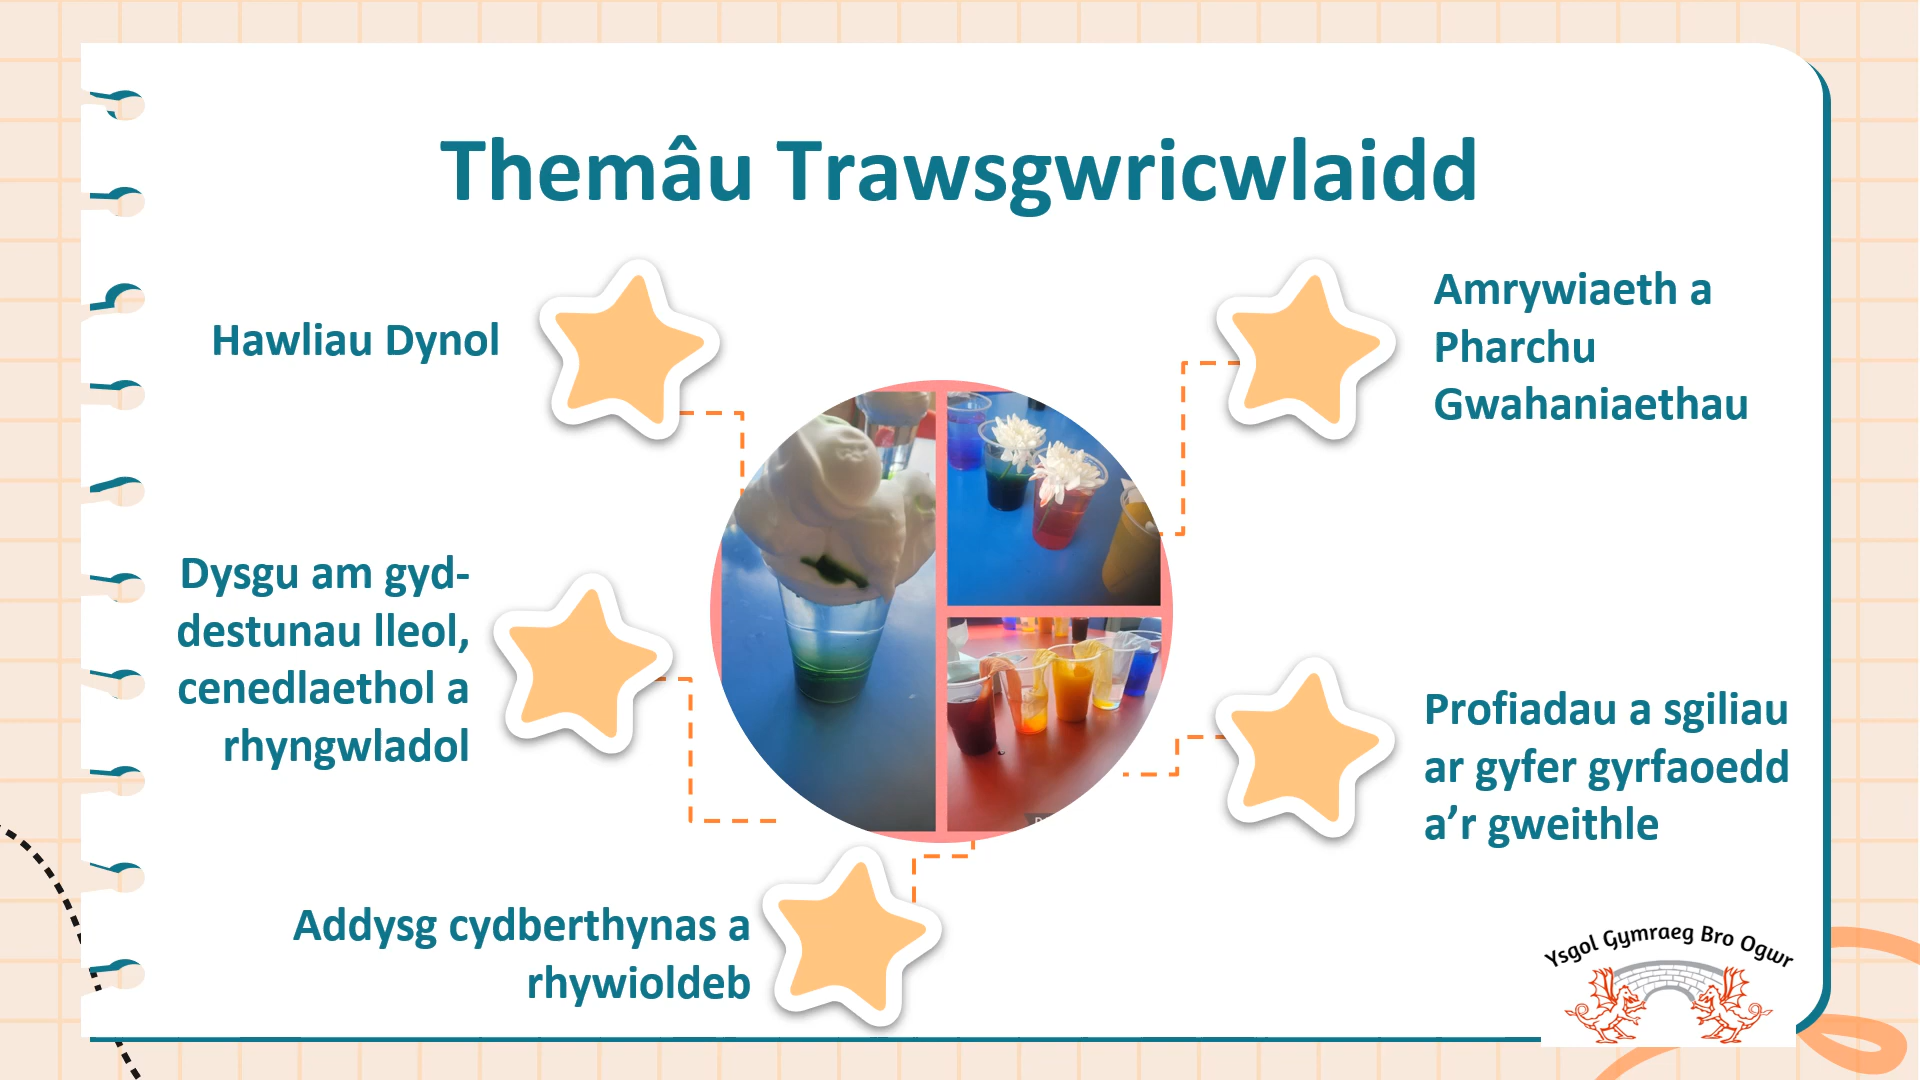 Themâu Trawsgwricwlaidd
Hawliau Dynol
Amrywiaeth a
Pharchu
Gwahaniaethau
Dysgu am gyd-
destunau lleol,
cenedlaethol a
rhyngwladol
Profiadau a sgiliau
ar gyfer gyrfaoedd
a’r gweithle
Addysg cydberthynas a
rhywioldeb
Ysgol Gymraeg Bro Ogwr